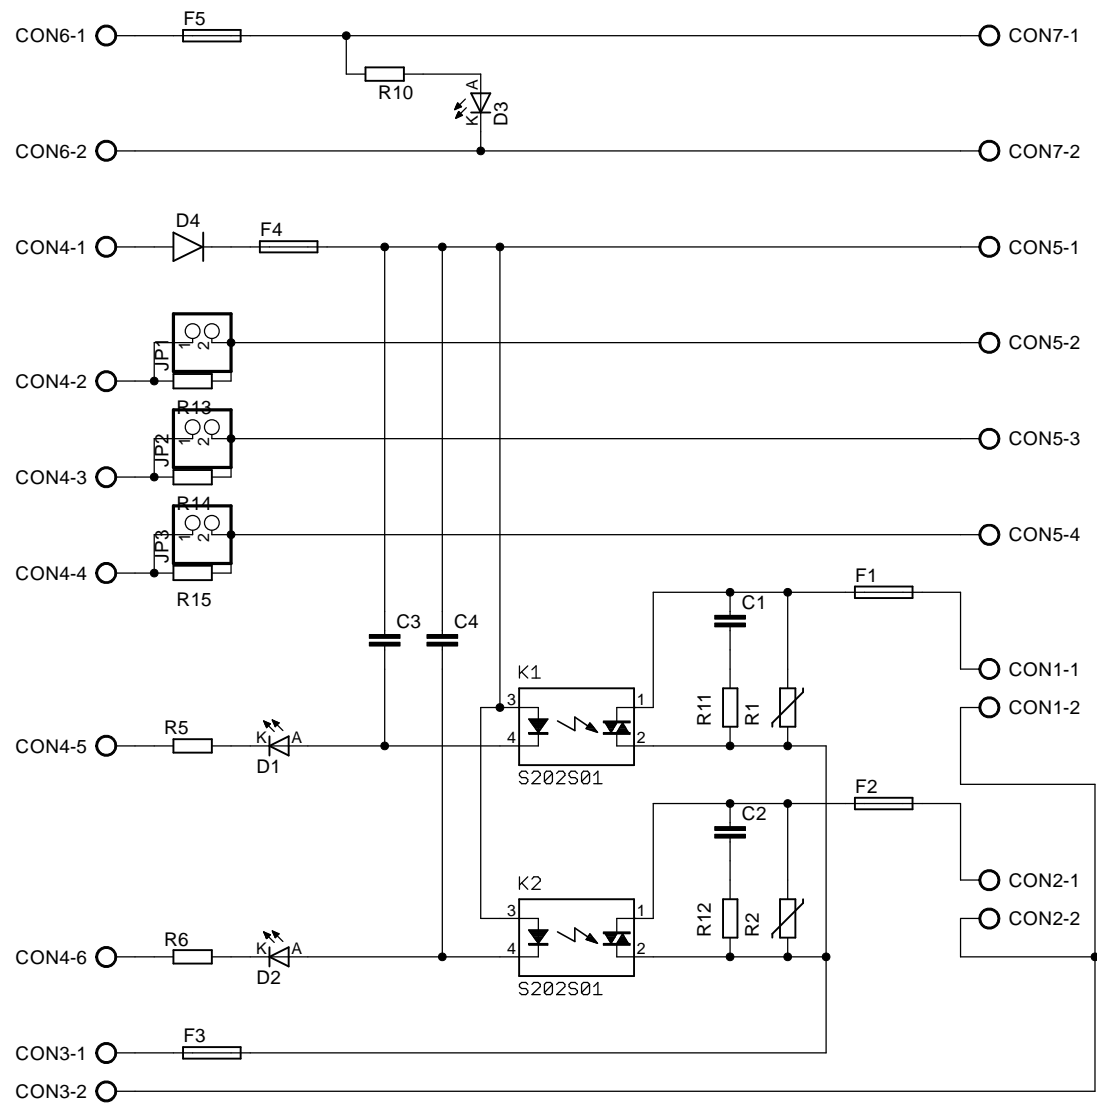 F5
CON6-1 CON7-1
R10 A
K D3
CON6-2 CON7-2
D4 F4
CON4-1 CON5-1
JP1 1 2 CON5-2
CON4-2
R13
JP2 1 2 CON5-3
CON4-3
R14
JP3 1 2 CON5-4
CON4-4
R15
F1
C3 C4 C1
K1 CON1-1
3 1 R11 R1 CON1-2
R5 K A 4 2
CON4-5
D1
S202S01
F2
C2
K2 CON2-1
3 1 R12 R2 CON2-2
R6 K A 4 2
CON4-6
D2
S202S01
F3
CON3-1
CON3-2